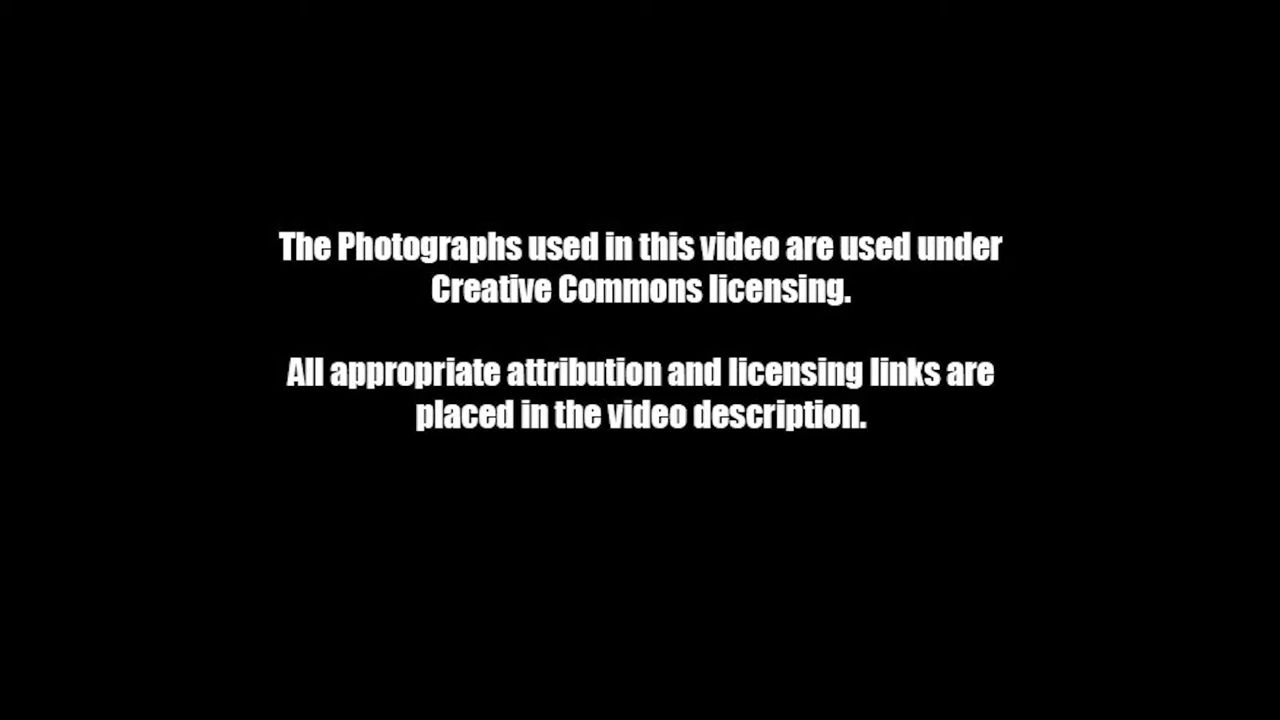 The Photographs used in this video are used under
Creative Commons licensing.
All appropriate attribution and licensing links are
placed in the video description.